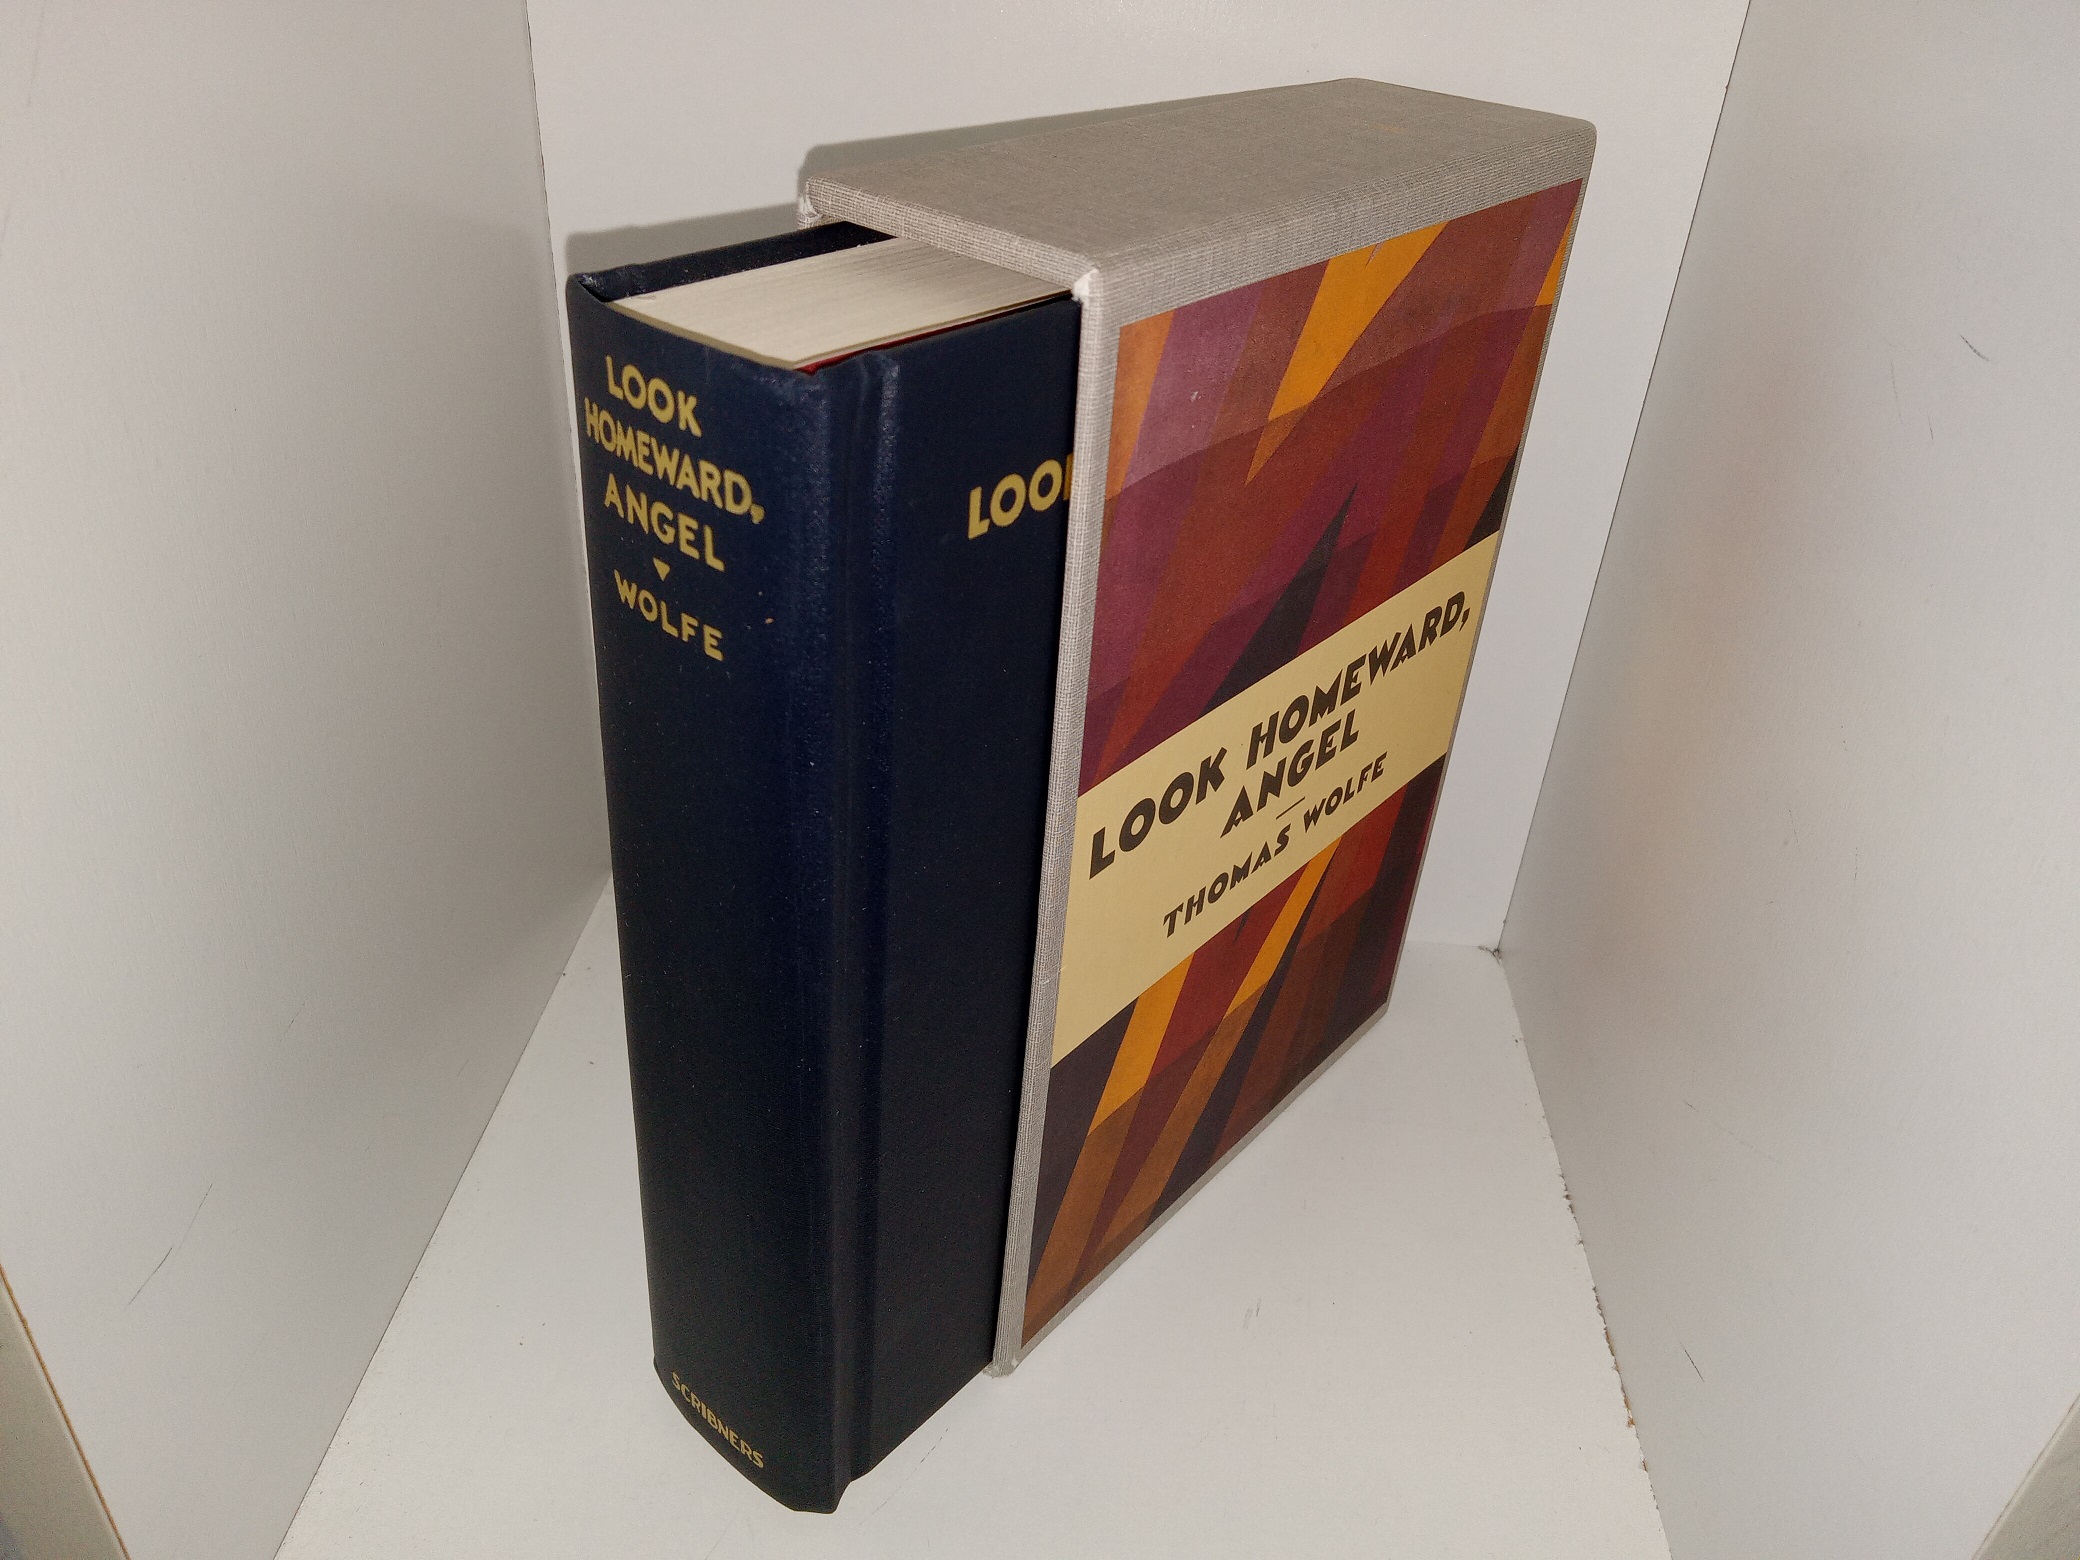 LOOK
HOMEWARD,
ANGEL
WOLFE
SCRIBNERS
LOOK
LOOK HOMEWARD,
ANGEL
THOMAS WOLFE